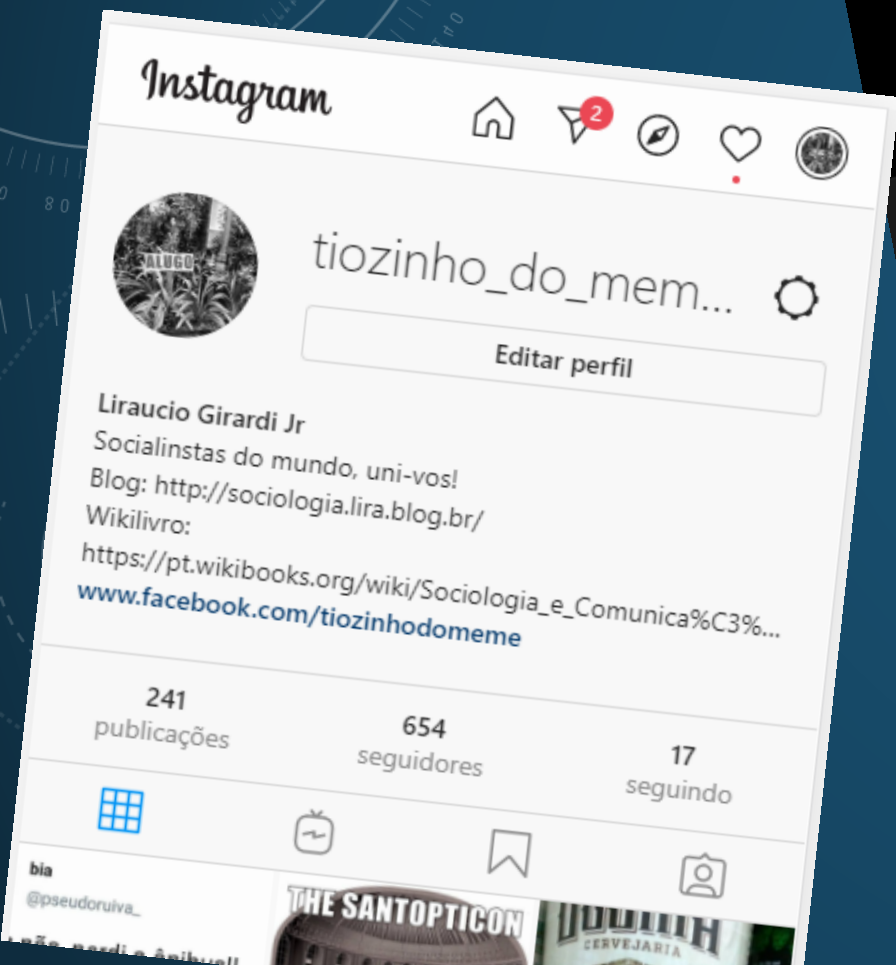 Instagram
2
ALUGO
tiozinho_do_mem...
Editar perfil
Liraucio Girardi Jr
Socialinstas do mundo, uni-vos!
Blog: http://sociologia.lira.blog.br/
Wikilivro:
https://pt.wikibooks.org/wiki/Sociologia_e_Comunica%C3%...
www.facebook.com/tiozinhodomeme
241
publicações
654
seguidores
17
seguindo
bia
@pseudoruiva_
THE SANTOPTICON
CERVEJARIA
80